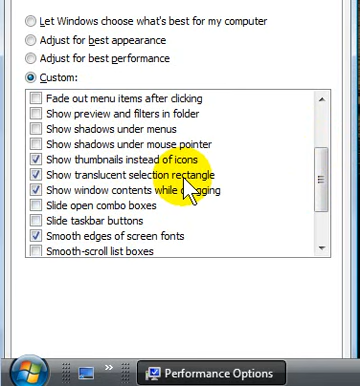 Let Windows choose what's best for my computer
Adjust for best appearance
Adjust for best performance
Custom:
Fade out menu items after clicking
Show preview and filters in folder
Show shadows under menus
Show shadows under mouse pointer
Show thumbnails instead of icons
Show translucent selection rectangle
Show window contents while dragging
Slide open combo boxes
Slide taskbar buttons
Smooth edges of screen fonts
Smooth-scroll list boxes
Performance Options